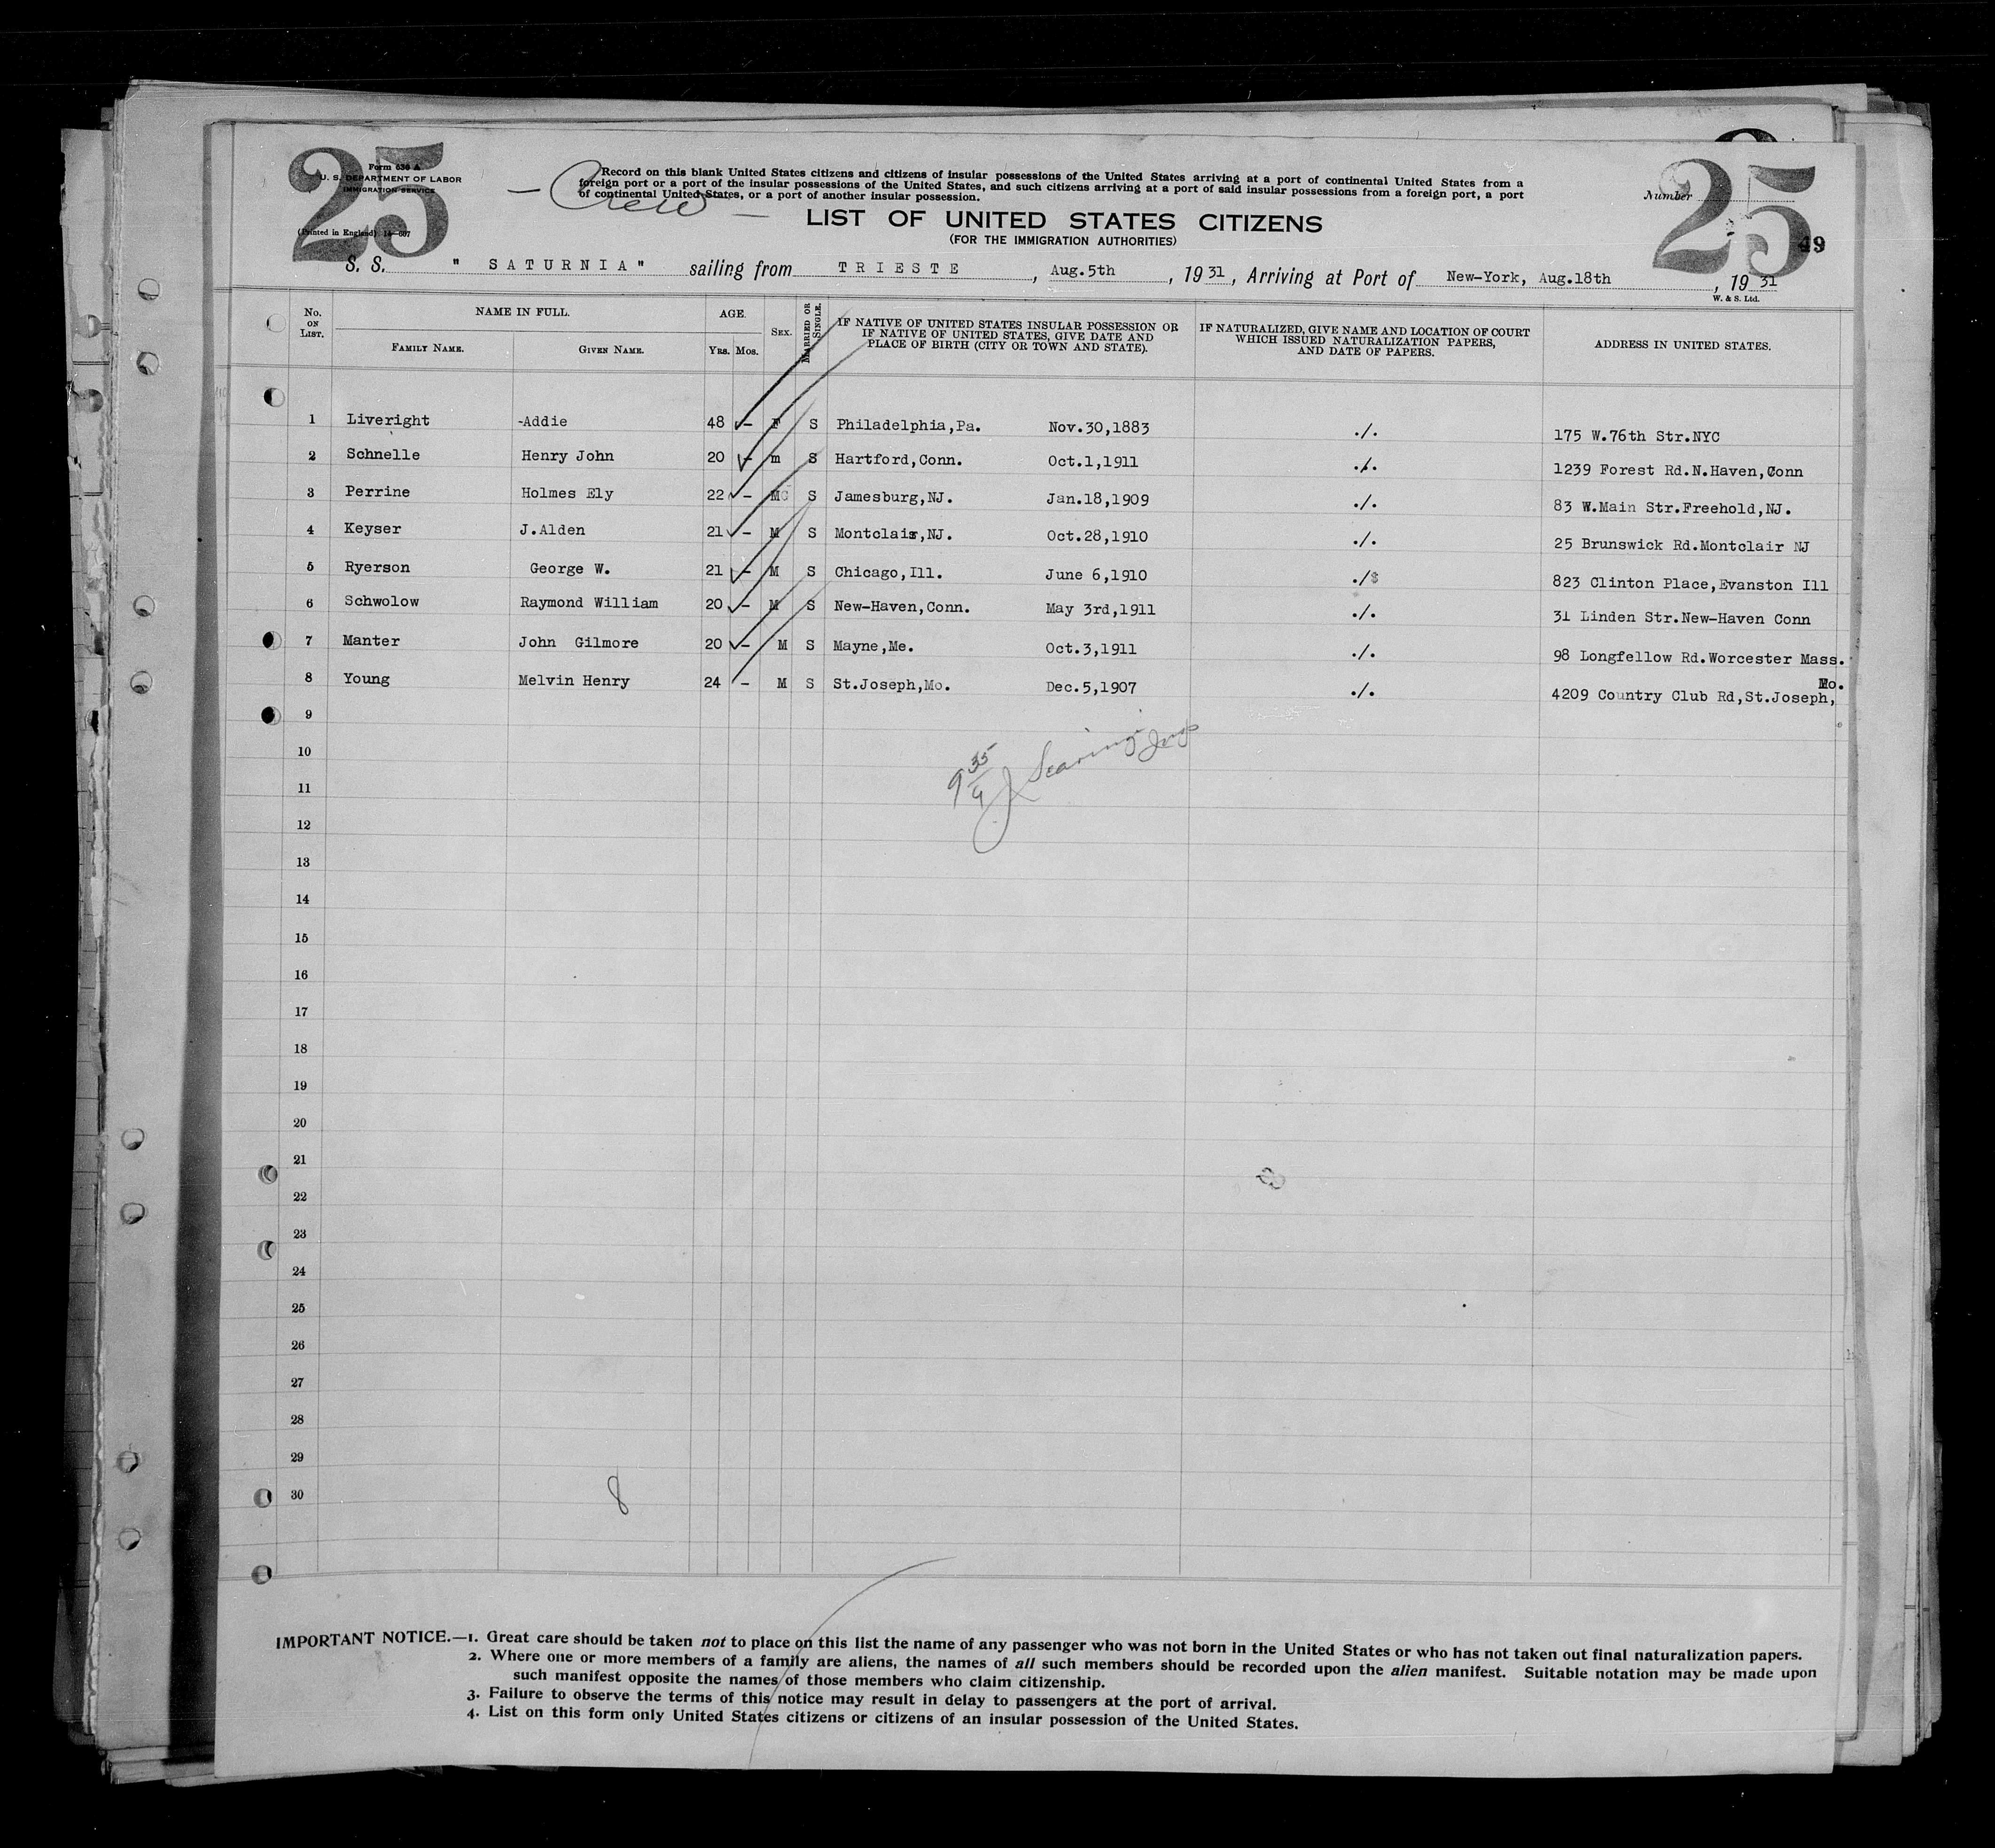 25
Form 636 A
U. S. DEPARTMENT OF LABOR
IMMIGRATION SERVICE
(Printed in England) 14—687
— Crew —
Record on this blank United States citizens and citizens of insular possessions of the United States arriving at a port of continental United States from a
foreign port or a port of the insular possessions of the United States, and such citizens arriving at a port of said insular possessions from a foreign port, a port
of continental United States, or a port of another insular possession.
Number
25
49
LIST OF UNITED STATES CITIZENS
(FOR THE IMMIGRATION AUTHORITIES)
S. S. " SATURNIA" sailing from TRIESTE, Aug.5th, 1931, Arriving at Port of New-York, Aug.18th, 1931
W. & S. Ltd.
No. ON LIST. NAME IN FULL. AGE. SEX. MARRIED OR SINGLE. IF NATIVE OF UNITED STATES INSULAR POSSESSION OR IF NATIVE OF UNITED STATES, GIVE DATE AND PLACE OF BIRTH (CITY OR TOWN AND STATE). IF NATURALIZED, GIVE NAME AND LOCATION OF COURT WHICH ISSUED NATURALIZATION PAPERS, AND DATE OF PAPERS. ADDRESS IN UNITED STATES.
FAMILY NAME. GIVEN NAME. YRS. MOS.
1 Liveright -Addie 48 – F S Philadelphia,Pa. Nov.30,1883 ./. 175 W.76th Str.NYC
2 Schnelle Henry John 20 – m S Hartford,Conn. Oct.1,1911 ./. 1239 Forest Rd.N.Haven,Conn
3 Perrine Holmes Ely 22 – M S Jamesburg,NJ. Jan.18,1909 ./. 83 W.Main Str.Freehold,NJ.
4 Keyser J.Alden 21 – M S Montclair,NJ. Oct.28,1910 ./. 25 Brunswick Rd.Montclair NJ
5 Ryerson George W. 21 – M S Chicago,Ill. June 6,1910 ./. 823 Clinton Place,Evanston Ill
6 Schwolow Raymond William 20 – M S New-Haven,Conn. May 3rd,1911 ./. 31 Linden Str.New-Haven Conn
7 Manter John Gilmore 20 – M S Mayne,Me. Oct.3,1911 ./. 98 Longfellow Rd.Worcester Mass.
8 Young Melvin Henry 24 – M S St.Joseph,Mo. Dec.5,1907 ./. 4209 Country Club Rd,St.Joseph, Mo.
9
10
11
12
13
14
15
16
17
18
19
20
21
22
23
24
25
26
27
28
29
30
8
IMPORTANT NOTICE.—1. Great care should be taken not to place on this list the name of any passenger who was not born in the United States or who has not taken out final naturalization papers.
2. Where one or more members of a family are aliens, the names of all such members should be recorded upon the alien manifest. Suitable notation may be made upon
such manifest opposite the names of those members who claim citizenship.
3. Failure to observe the terms of this notice may result in delay to passengers at the port of arrival.
4. List on this form only United States citizens or citizens of an insular possession of the United States.